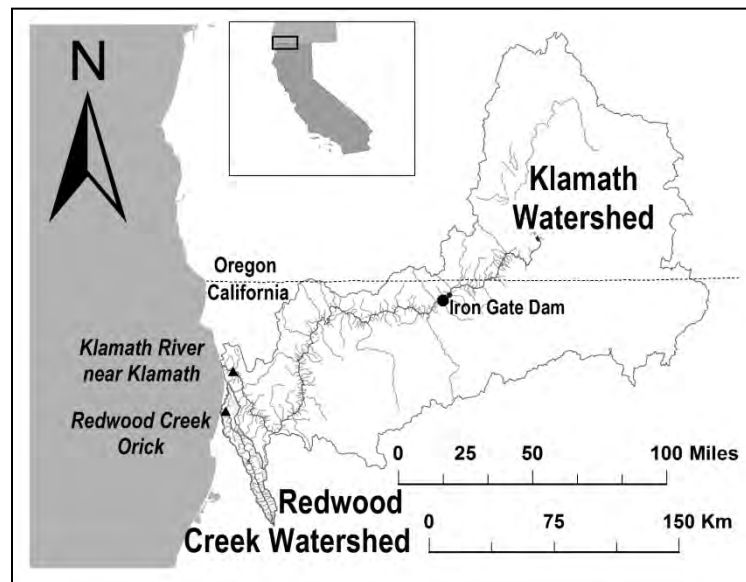 N
Klamath
Watershed
Oregon
California
Iron Gate Dam
Klamath River
near Klamath
Redwood Creek
Orick
0 25 50 100 Miles
Redwood
Creek Watershed
0 75 150 Km